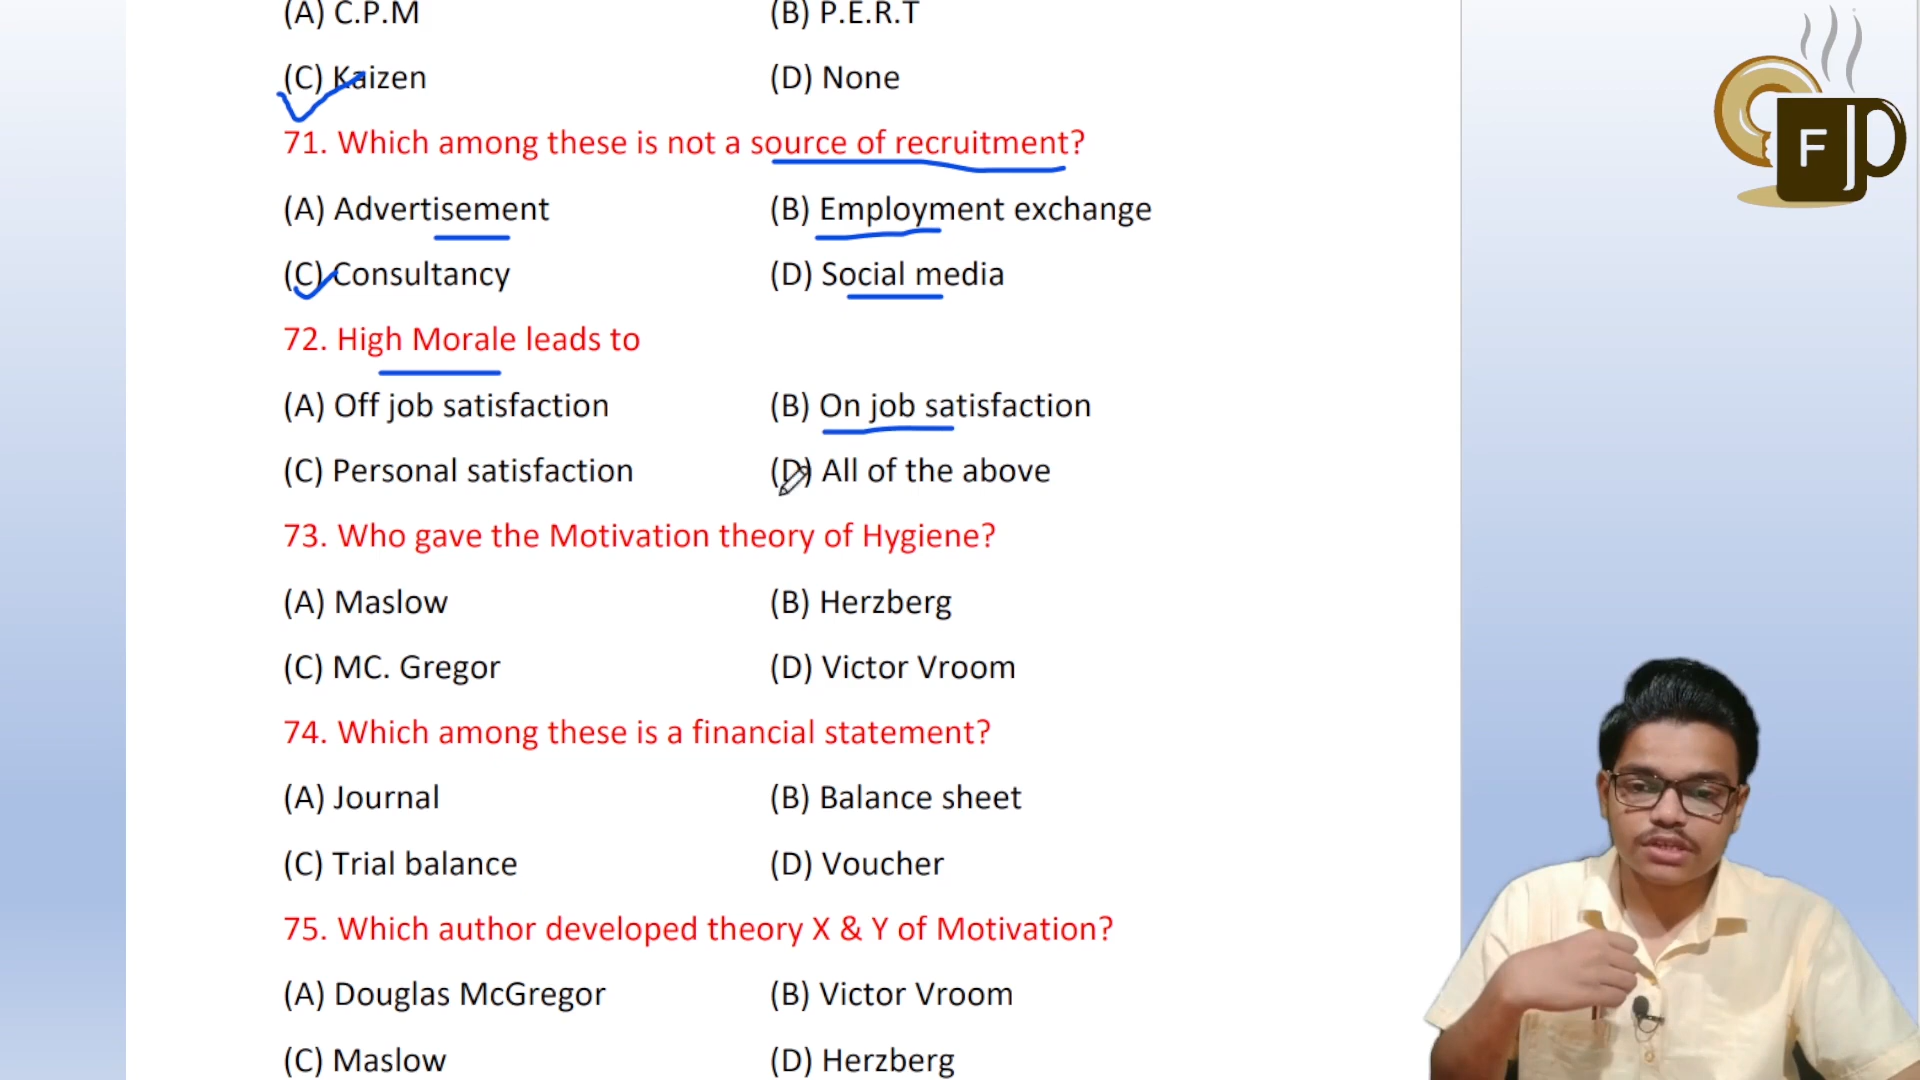 (A) C.P.M (B) P.E.R.T
(C) Kaizen (D) None
71. Which among these is not a source of recruitment?
(A) Advertisement (B) Employment exchange
(C) Consultancy (D) Social media
72. High Morale leads to
(A) Off job satisfaction (B) On job satisfaction
(C) Personal satisfaction (D) All of the above
73. Who gave the Motivation theory of Hygiene?
(A) Maslow (B) Herzberg
(C) MC. Gregor (D) Victor Vroom
74. Which among these is a financial statement?
(A) Journal (B) Balance sheet
(C) Trial balance (D) Voucher
75. Which author developed theory X & Y of Motivation?
(A) Douglas McGregor (B) Victor Vroom
(C) Maslow (D) Herzberg
FJ